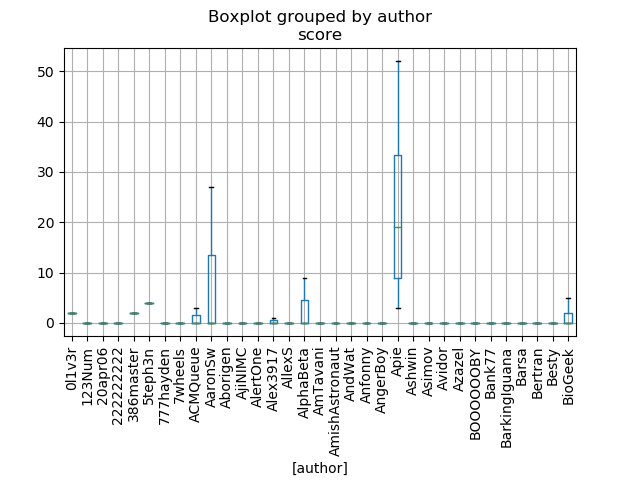 Boxplot grouped by author
score
50
40
30
20
10
0
0l1v3r
123Num
20apr06
2222222222
386master
5teph3n
777hayden
7wheels
ACMQueue
AaronSw
Aborigen
AjiNIMC
AlertOne
Alex3917
AllexS
AlphaBeta
AmTavani
AmishAstronaut
AndWat
Anfonny
AngerBoy
Apie
Ashwin
Asimov
Avidor
Azazel
BOOOOOOBY
Bank77
BarkingIguana
Barsa
Bertran
Besty
BioGeek
[author]